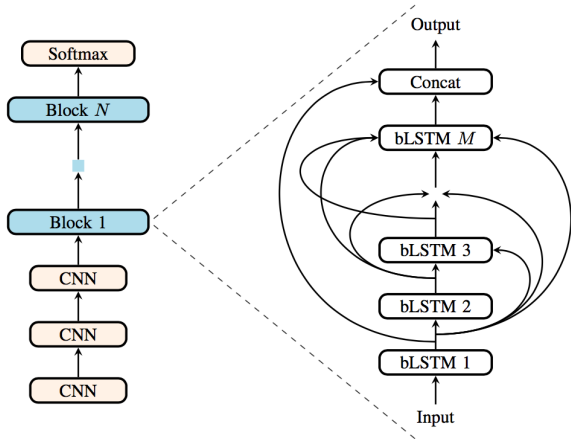 Softmax
Block N
Block 1
CNN
CNN
CNN
Output
Concat
bLSTM M
bLSTM 3
bLSTM 2
bLSTM 1
Input